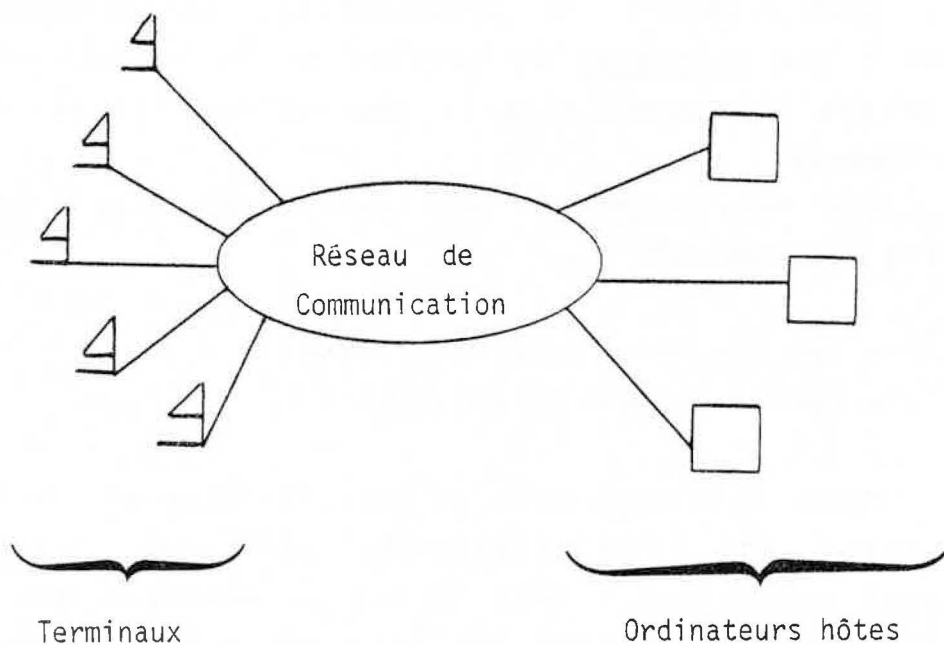 Réseau de
Communication
Terminaux
Ordinateurs hôtes